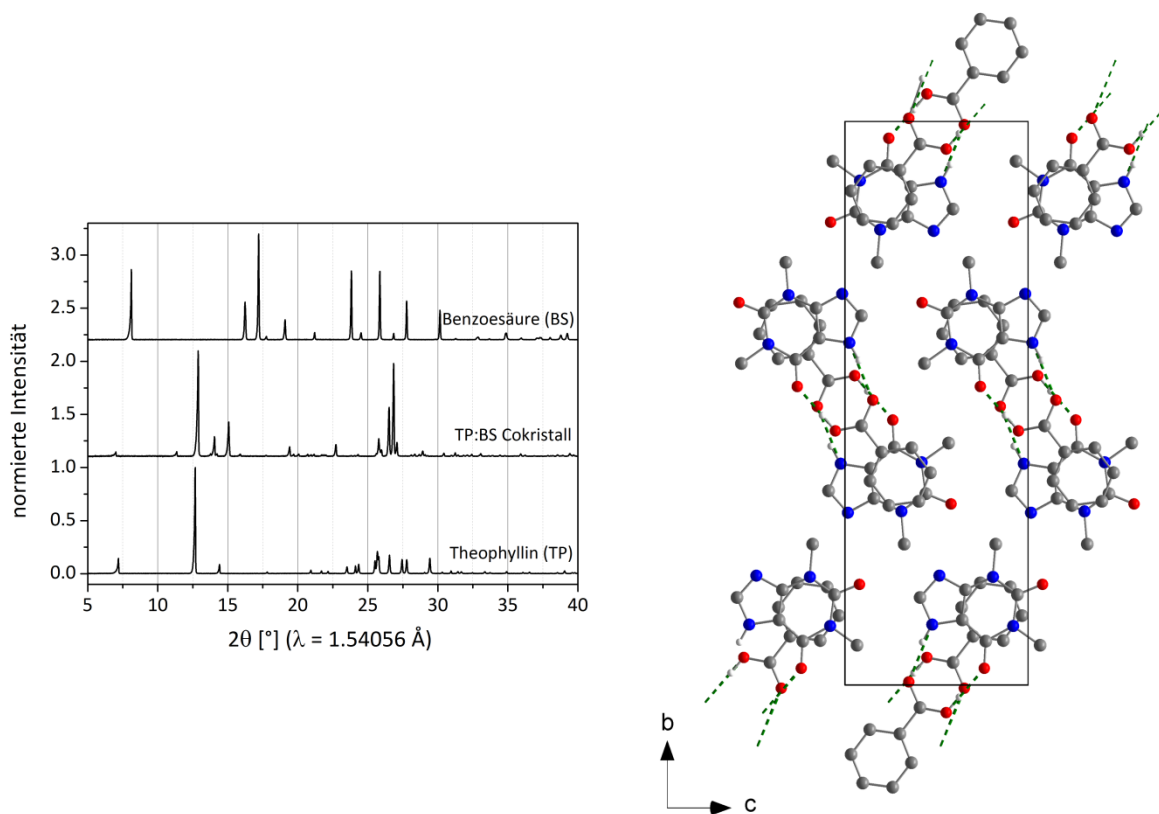 normierte Intensität
3.0
2.5
2.0
1.5
1.0
0.5
0.0
Benzoesäure (BS)
TP:BS Cokristall
Theophyllin (TP)
5 10 15 20 25 30 35 40
2θ [°] (λ = 1.54056 Å)
b
c